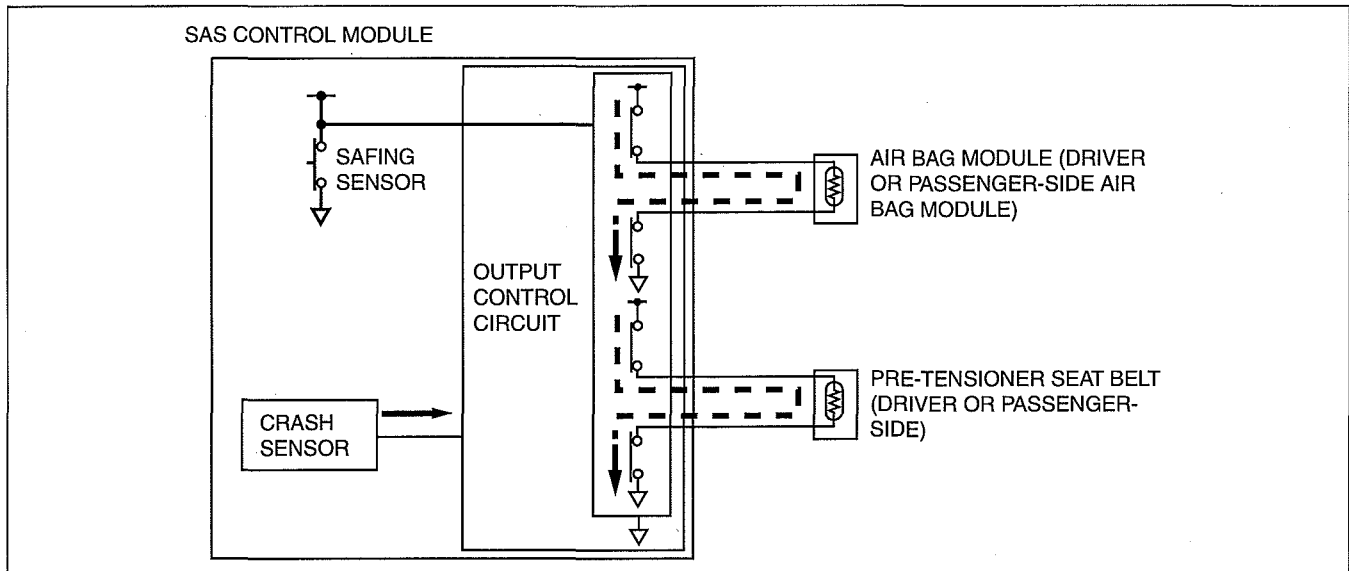 SAS CONTROL MODULE
SAFING
SENSOR
AIR BAG MODULE (DRIVER
OR PASSENGER-SIDE AIR
BAG MODULE)
OUTPUT
CONTROL
CIRCUIT
PRE-TENSIONER SEAT BELT
(DRIVER OR PASSENGER-
SIDE)
CRASH
SENSOR